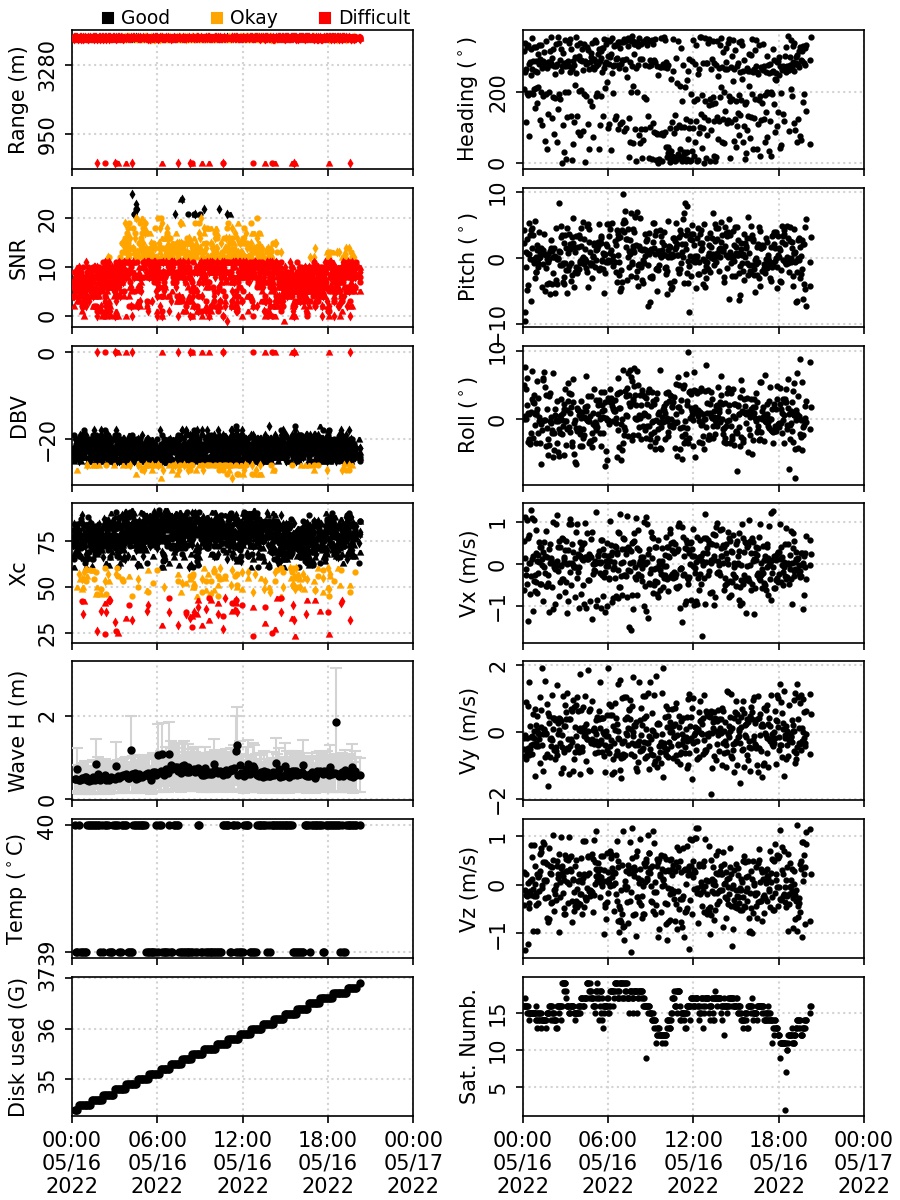 Good Okay Difficult
Range (m)
3280
950
Heading (°)
200
0
SNR
20
10
0
Pitch (°)
10
0
−10
DBV
0
−20
Roll (°)
10
0
Xc
75
50
25
Vx (m/s)
1
0
−1
Wave H (m)
2
0
Vy (m/s)
2
0
−2
Temp (°C)
40
39
Vz (m/s)
1
0
−1
Disk used (G)
37
36
35
Sat. Numb.
15
10
5
00:00 06:00 12:00 18:00 00:00
05/16 05/16 05/16 05/16 05/17
2022 2022 2022 2022 2022
00:00 06:00 12:00 18:00 00:00
05/16 05/16 05/16 05/16 05/17
2022 2022 2022 2022 2022